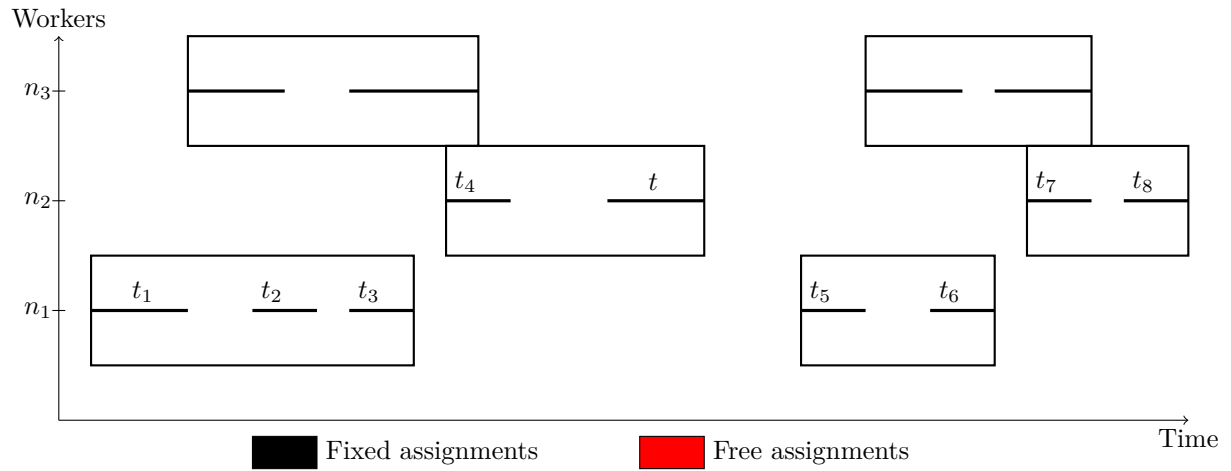 Workers
n₃
t₄ t t₇ t₈
n₂
t₁ t₂ t₃ t₅ t₆
n₁
Time
Fixed assignments Free assignments